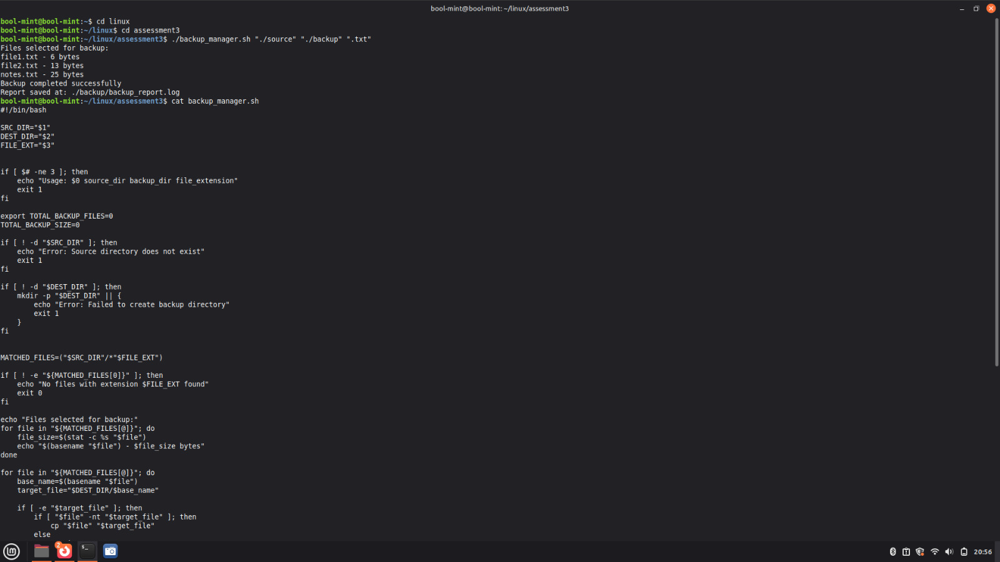 bool-mint@bool-mint: ~/linux/assessment3
bool-mint@bool-mint:~$ cd linux
bool-mint@bool-mint:~/linux$ cd assessment3
bool-mint@bool-mint:~/linux/assessment3$ ./backup_manager.sh "./source" "./backup" ".txt"
Files selected for backup:
file1.txt - 6 bytes
file2.txt - 13 bytes
notes.txt - 25 bytes
Backup completed successfully
Report saved at: ./backup/backup_report.log
bool-mint@bool-mint:~/linux/assessment3$ cat backup_manager.sh
#!/bin/bash

SRC_DIR="$1"
DEST_DIR="$2"
FILE_EXT="$3"


if [ $# -ne 3 ]; then
    echo "Usage: $0 source_dir backup_dir file_extension"
    exit 1
fi

export TOTAL_BACKUP_FILES=0
TOTAL_BACKUP_SIZE=0

if [ ! -d "$SRC_DIR" ]; then
    echo "Error: Source directory does not exist"
    exit 1
fi

if [ ! -d "$DEST_DIR" ]; then
    mkdir -p "$DEST_DIR" || {
        echo "Error: Failed to create backup directory"
        exit 1
    }
fi


MATCHED_FILES=("$SRC_DIR"/*"$FILE_EXT")

if [ ! -e "${MATCHED_FILES[0]}" ]; then
    echo "No files with extension $FILE_EXT found"
    exit 0
fi

echo "Files selected for backup:"
for file in "${MATCHED_FILES[@]}"; do
    file_size=$(stat -c %s "$file")
    echo "$(basename "$file") - $file_size bytes"
done

for file in "${MATCHED_FILES[@]}"; do
    base_name=$(basename "$file")
    target_file="$DEST_DIR/$base_name"

    if [ -e "$target_file" ]; then
        if [ "$file" -nt "$target_file" ]; then
            cp "$file" "$target_file"
        else
2
$_
20:56